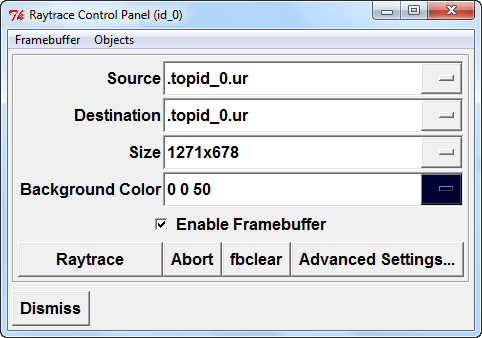 Raytrace Control Panel (id_0)
Framebuffer Objects
Source .topid_0.ur
Destination .topid_0.ur
Size 1271x678
Background Color 0 0 50
Enable Framebuffer
Raytrace Abort fbclear Advanced Settings...
Dismiss